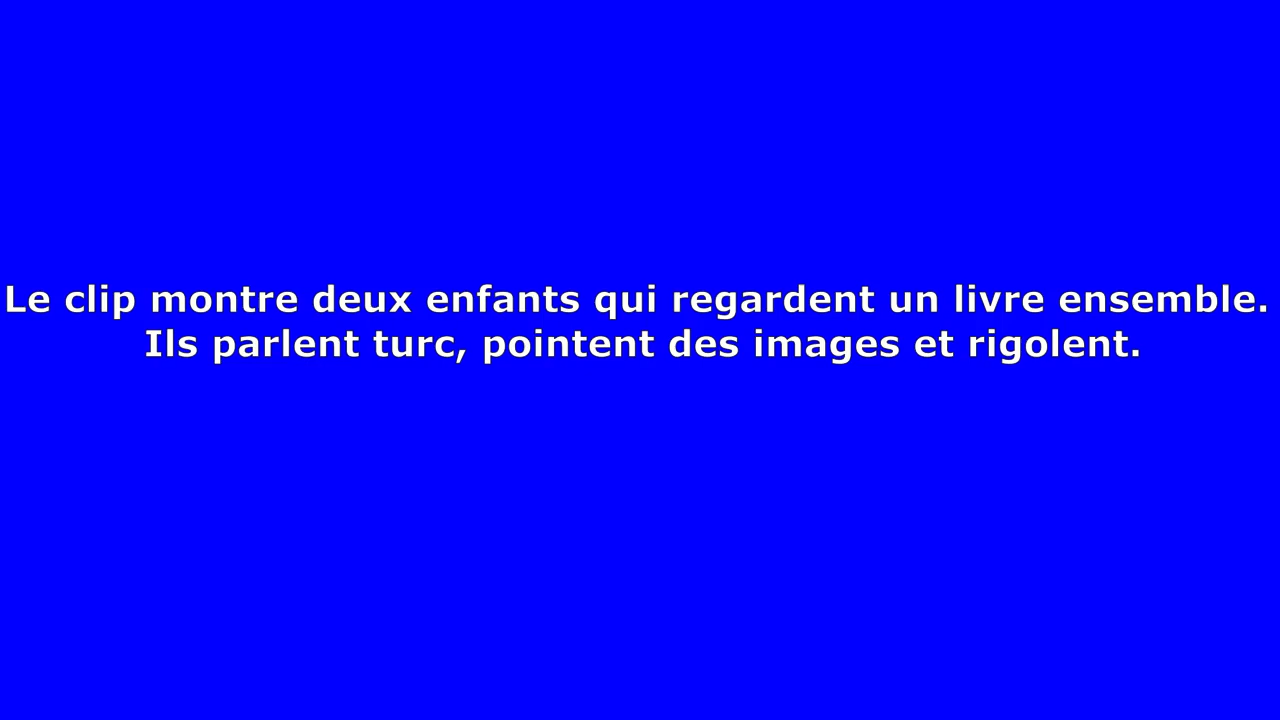 Le clip montre deux enfants qui regardent un livre ensemble.
Ils parlent turc, pointent des images et rigolent.